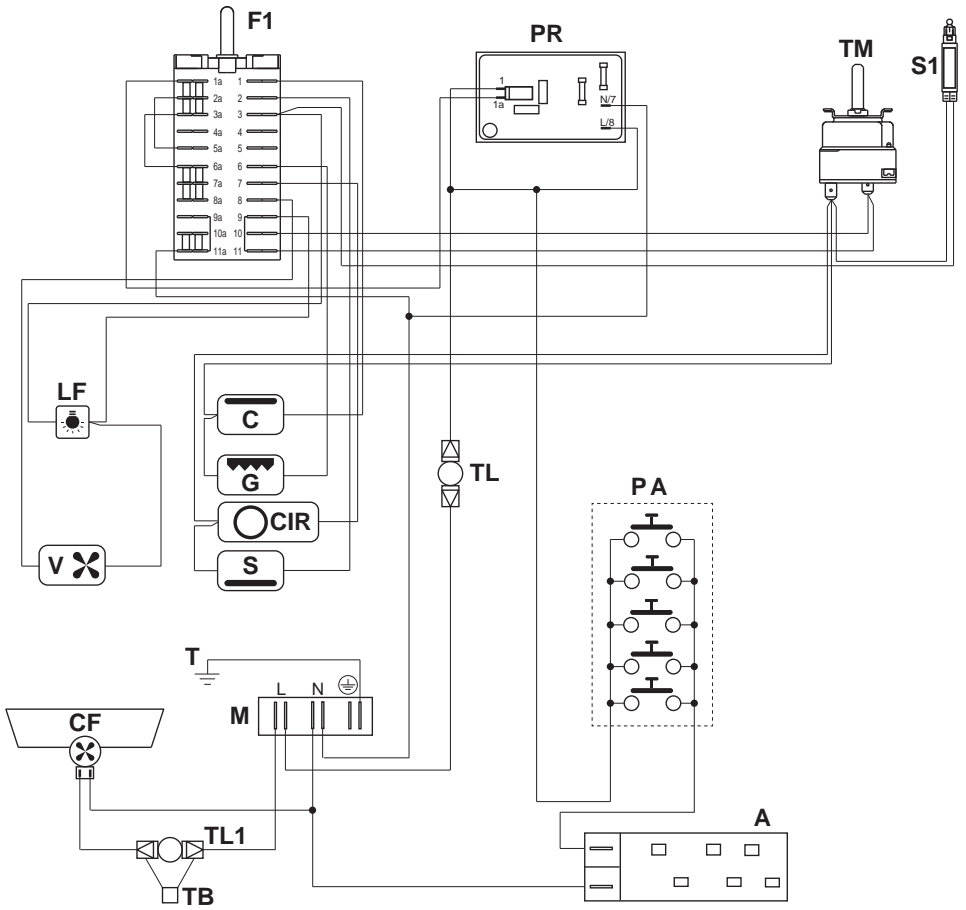 F1
PR
TM
S1
1a 1
2a 2
3a 3
4a 4
5a 5
6a 6
7a 7
8a 8
9a 9
10a 10
11a 11
1
1a
N/7
L/8
LF
C
G
CIR
S
V
TL
P A
T
L N
M
CF
TL1
TB
A